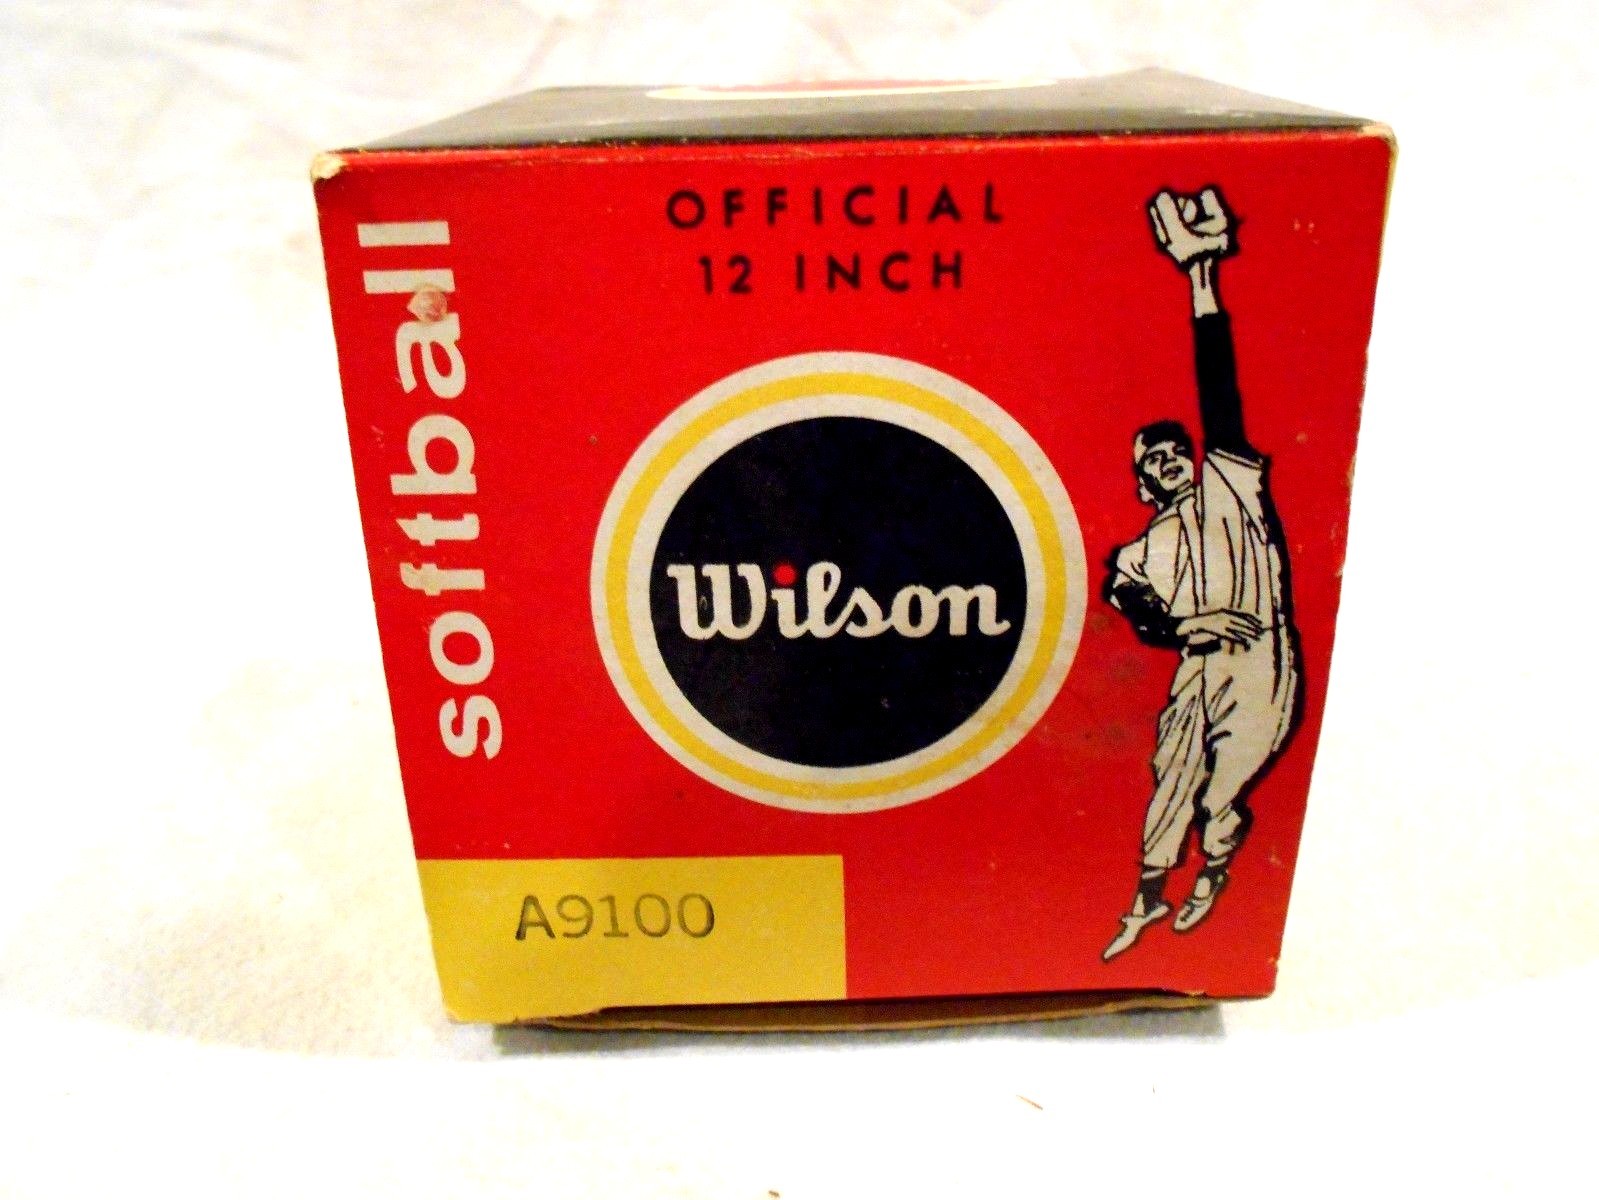 OFFICIAL
12 INCH
softball
Wilson
A9100